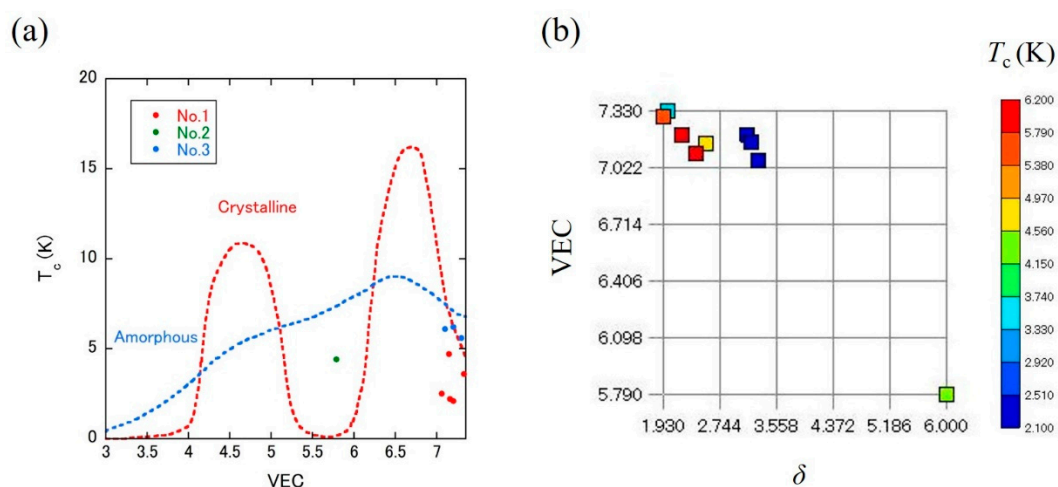 (a)
20
15
10
5
0
T_c (K)
No.1
No.2
No.3
Crystalline
Amorphous
3 3.5 4 4.5 5 5.5 6 6.5 7
VEC
(b)
7.330
7.022
6.714
6.406
6.098
5.790
VEC
1.930 2.744 3.558 4.372 5.186 6.000
δ
T_c (K)
6.200
5.790
5.380
4.970
4.560
4.150
3.740
3.330
2.920
2.510
2.100